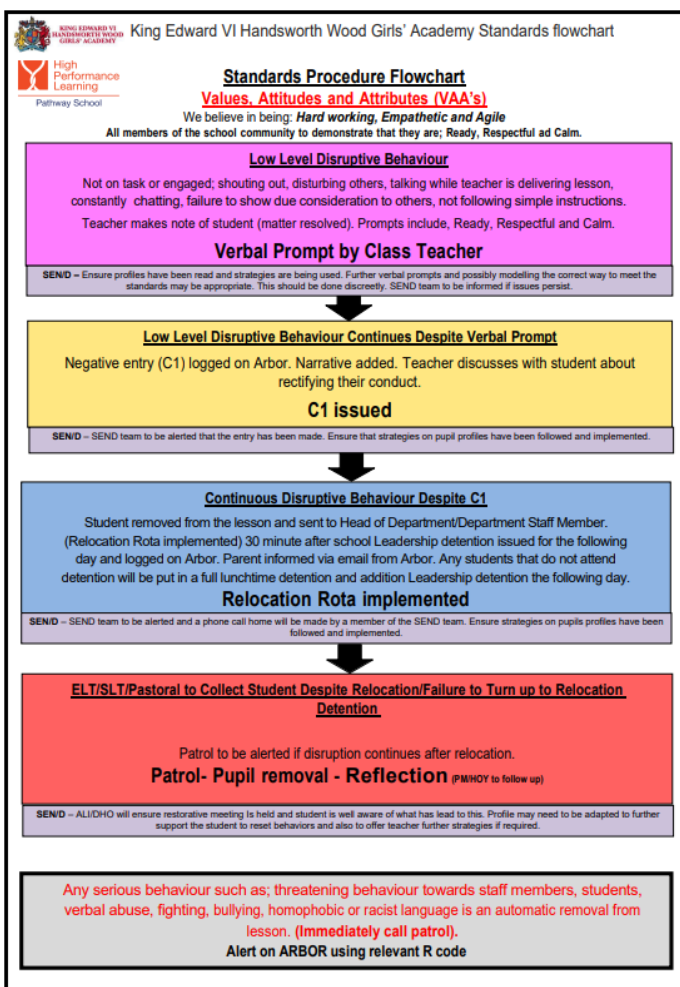 KING EDWARD VI
HANDSWORTH WOOD
GIRLS' ACADEMY
King Edward VI Handsworth Wood Girls' Academy Standards flowchart
High
Performance
Learning
Pathway School
Standards Procedure Flowchart
Values, Attitudes and Attributes (VAA's)
We believe in being: Hard working, Empathetic and Agile
All members of the school community to demonstrate that they are; Ready, Respectful ad Calm.
Low Level Disruptive Behaviour
Not on task or engaged; shouting out, disturbing others, talking while teacher is delivering lesson,
constantly chatting, failure to show due consideration to others, not following simple instructions.
Teacher makes note of student (matter resolved). Prompts include, Ready, Respectful and Calm.
Verbal Prompt by Class Teacher
SEN/D – Ensure profiles have been read and strategies are being used. Further verbal prompts and possibly modelling the correct way to meet the
standards may be appropriate. This should be done discreetly. SEND team to be informed if issues persist.
Low Level Disruptive Behaviour Continues Despite Verbal Prompt
Negative entry (C1) logged on Arbor. Narrative added. Teacher discusses with student about
rectifying their conduct.
C1 issued
SEN/D – SEND team to be alerted that the entry has been made. Ensure that strategies on pupil profiles have been followed and implemented.
Continuous Disruptive Behaviour Despite C1
Student removed from the lesson and sent to Head of Department/Department Staff Member.
(Relocation Rota implemented) 30 minute after school Leadership detention issued for the following
day and logged on Arbor. Parent informed via email from Arbor. Any students that do not attend
detention will be put in a full lunchtime detention and addition Leadership detention the following day.
Relocation Rota implemented
SEN/D – SEND team to be alerted and a phone call home will be made by a member of the SEND team. Ensure strategies on pupils profiles have been
followed and implemented.
ELT/SLT/Pastoral to Collect Student Despite Relocation/Failure to Turn up to Relocation
Detention
Patrol to be alerted if disruption continues after relocation.
Patrol- Pupil removal - Reflection (PM/HOY to follow up)
SEN/D – ALI/DHO will ensure restorative meeting Is held and student is well aware of what has lead to this. Profile may need to be adapted to further
support the student to reset behaviors and also to offer teacher further strategies if required.
Any serious behaviour such as; threatening behaviour towards staff members, students,
verbal abuse, fighting, bullying, homophobic or racist language is an automatic removal from
lesson. (Immediately call patrol).
Alert on ARBOR using relevant R code